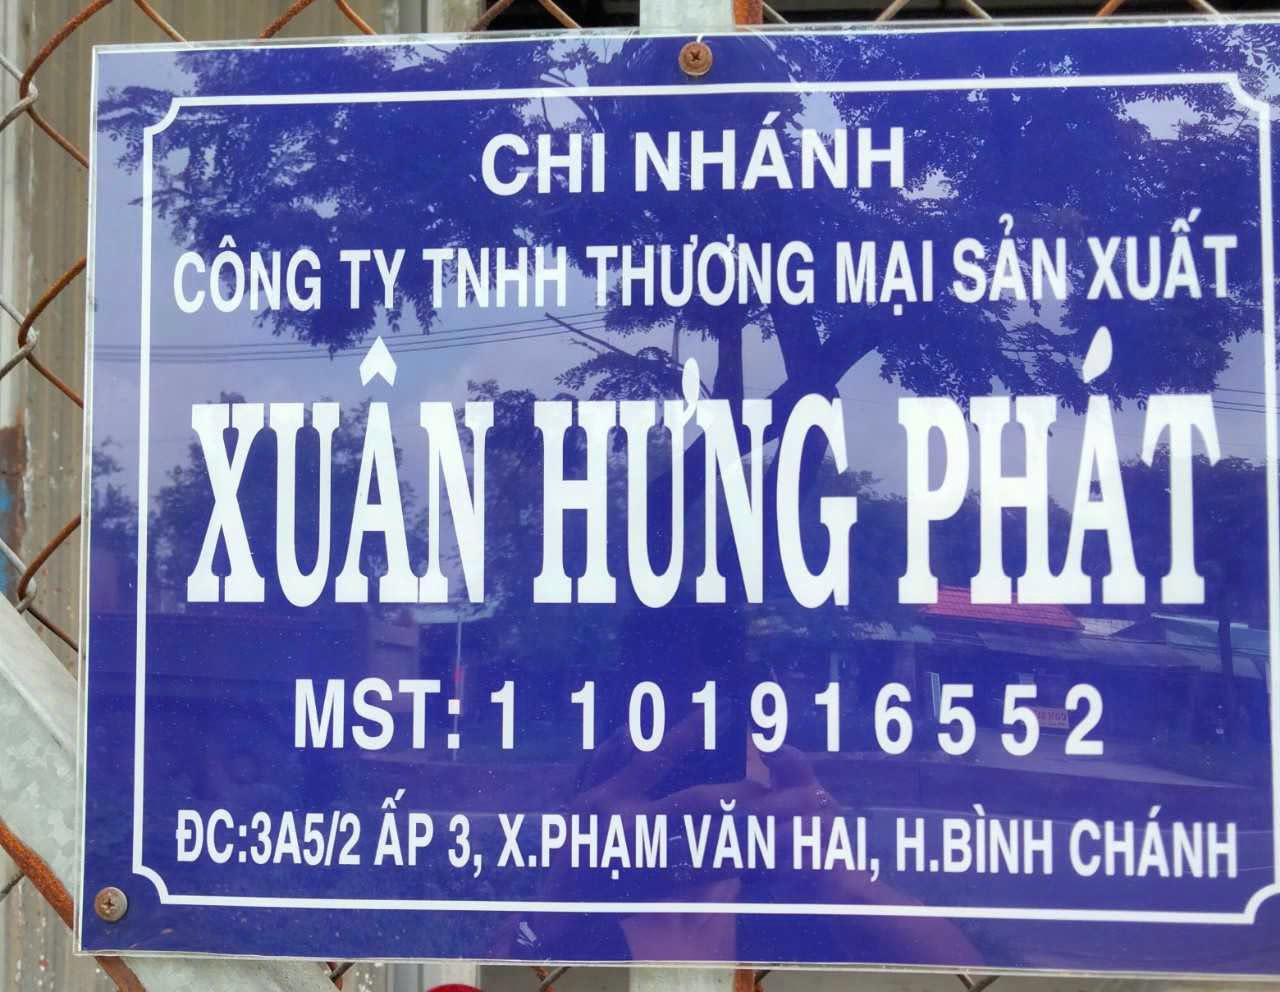 CHI NHÁNH
CÔNG TY TNHH THƯƠNG MẠI SẢN XUẤT
XUÂN HƯNG PHÁT
MST: 1 1 0 1 9 1 6 5 5 2
ĐC:3A5/2 ẤP 3, X.PHẠM VĂN HAI, H.BÌNH CHÁNH